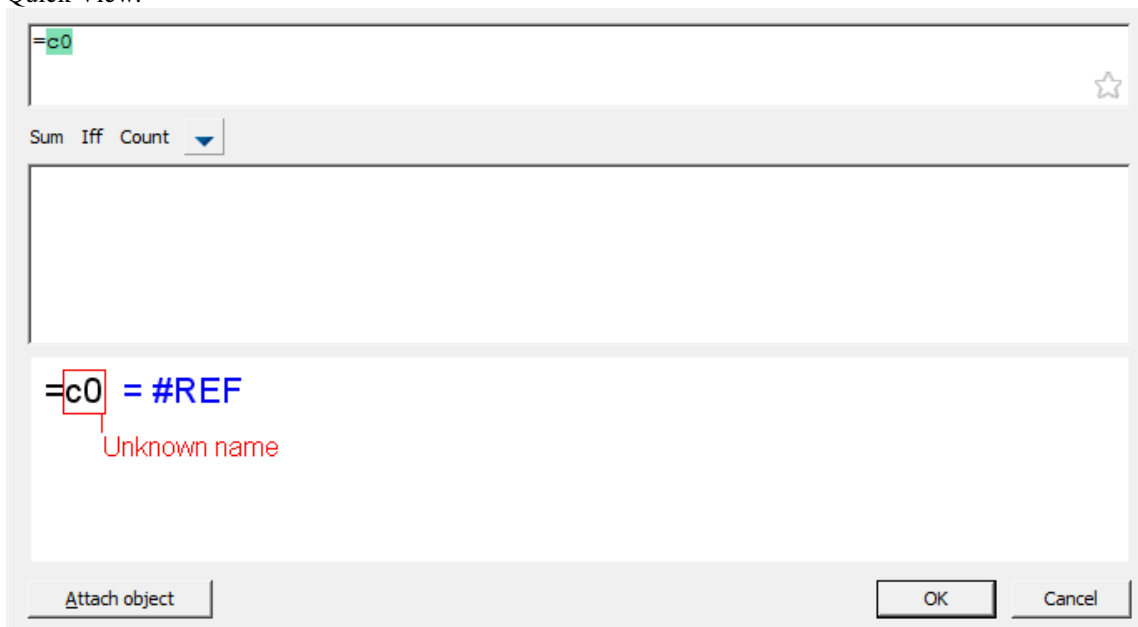 Quick View.
=c0
Sum Iff Count
=c0 = #REF
Unknown name
Attach object
OK Cancel